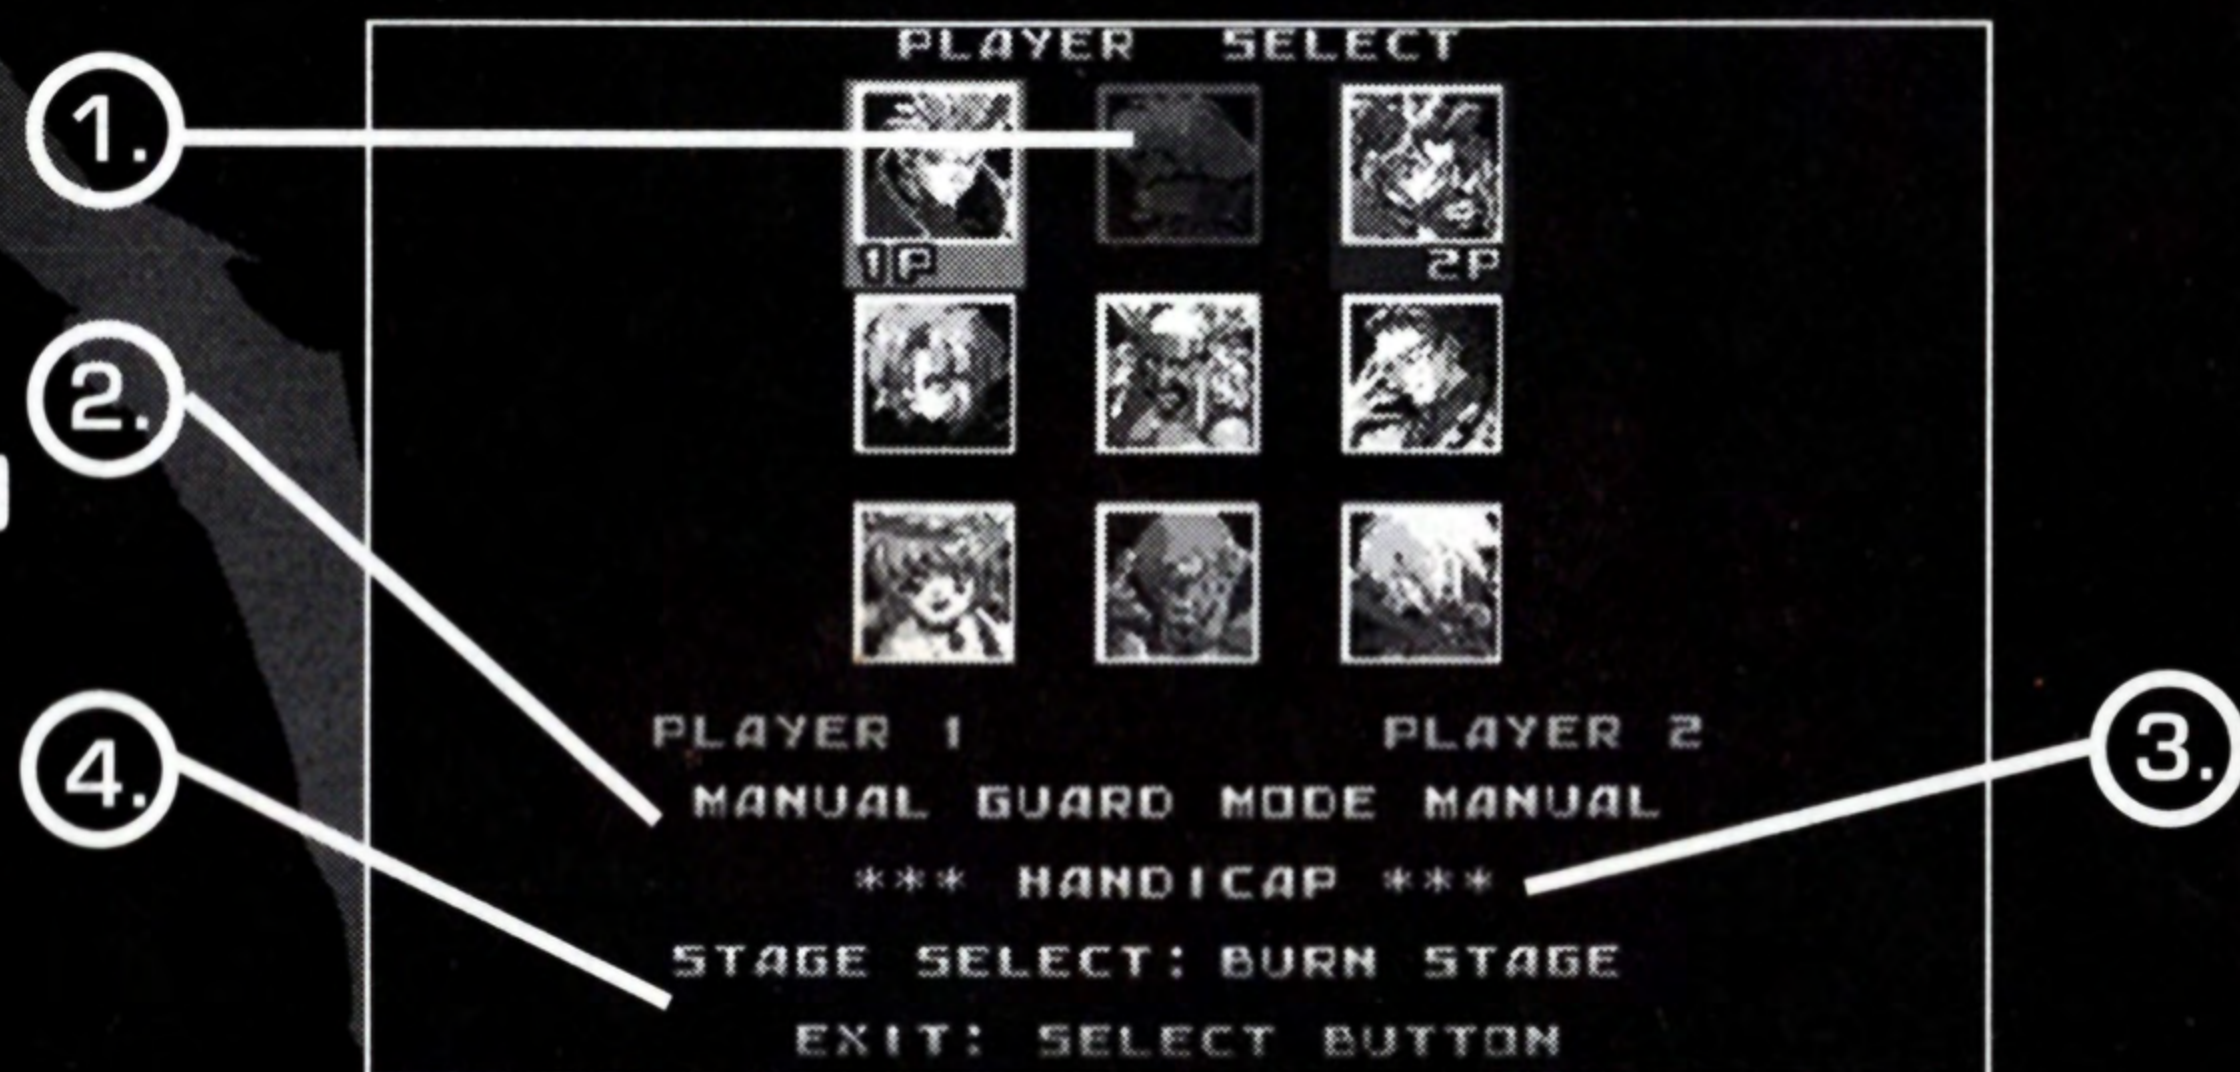 PLAYER SELECT
1.
1P 2P
2.
PLAYER 1 PLAYER 2
4. 3.
MANUAL GUARD MODE MANUAL
*** HANDICAP ***
STAGE SELECT: BURN STAGE
EXIT: SELECT BUTTON